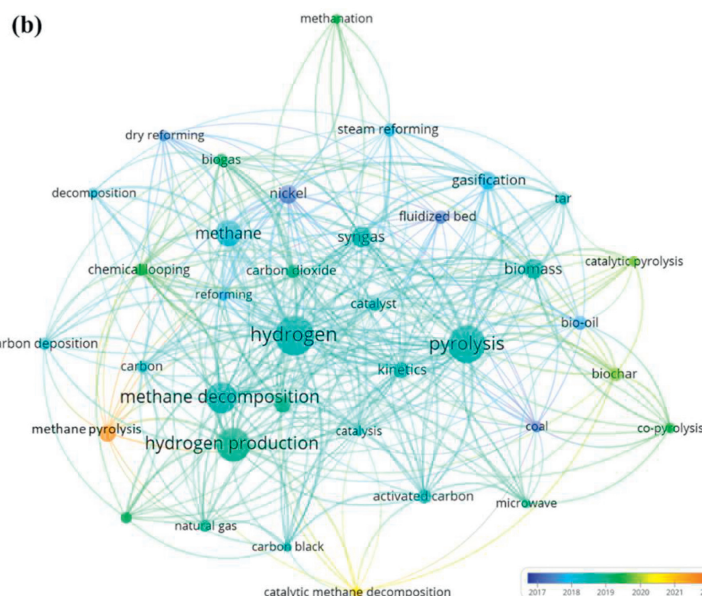 (b)
methanation
dry reforming
steam reforming
biogas
decomposition
nickel
gasification
tar
fluidized bed
methane
syngas
chemical looping
carbon dioxide
biomass
catalytic pyrolysis
reforming
catalyst
hydrogen
pyrolysis
bio-oil
arbon deposition
carbon
kinetics
biochar
methane decomposition
methane pyrolysis
hydrogen production
catalysis
coal
co-pyrolysis
activated carbon
microwave
natural gas
carbon black
catalytic methane decomposition
2017 2018 2019 2020 2021 2